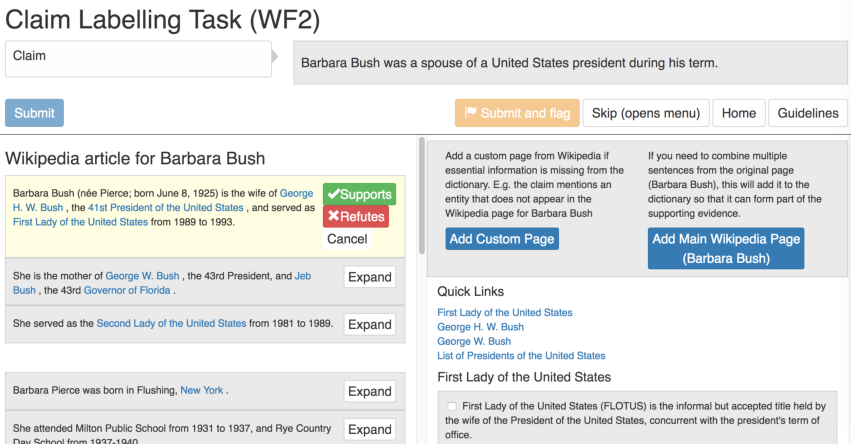 Claim Labelling Task (WF2)
Claim
Barbara Bush was a spouse of a United States president during his term.
Submit
Submit and flag
Skip (opens menu)
Home
Guidelines
Wikipedia article for Barbara Bush
Barbara Bush (née Pierce; born June 8, 1925) is the wife of George
H. W. Bush , the 41st President of the United States , and served as
First Lady of the United States from 1989 to 1993.
Supports
Refutes
Cancel
She is the mother of George W. Bush , the 43rd President, and Jeb
Bush , the 43rd Governor of Florida .
Expand
She served as the Second Lady of the United States from 1981 to 1989.
Expand
Barbara Pierce was born in Flushing, New York .
Expand
She attended Milton Public School from 1931 to 1937, and Rye Country
Day School from 1937-1940
Expand
Add a custom page from Wikipedia if
essential information is missing from the
dictionary. E.g. the claim mentions an
entity that does not appear in the
Wikipedia page for Barbara Bush
Add Custom Page
If you need to combine multiple
sentences from the original page
(Barbara Bush), this will add it to the
dictionary so that it can form part of the
supporting evidence.
Add Main Wikipedia Page
(Barbara Bush)
Quick Links
First Lady of the United States
George H. W. Bush
George W. Bush
List of Presidents of the United States
First Lady of the United States
First Lady of the United States (FLOTUS) is the informal but accepted title held by
the wife of the President of the United States, concurrent with the president's term of
office.